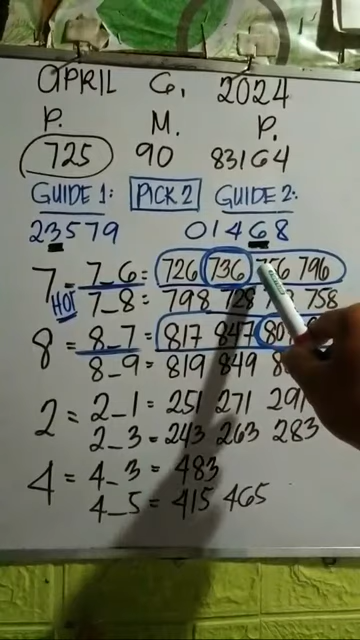 APRIL 6, 2024
P. M. P.
725 90 83164
GUIDE 1: PICK 2 GUIDE 2:
23579 01468
7 = 7_6 = 726 736 756 796
HOT 7_8 = 798 728 758
8 = 8_7 = 817 847
8_9 = 819 849
2 = 2_1 = 251 271 291
2_3 = 243 263 283
4 = 4_3 = 483
4_5 = 415 465